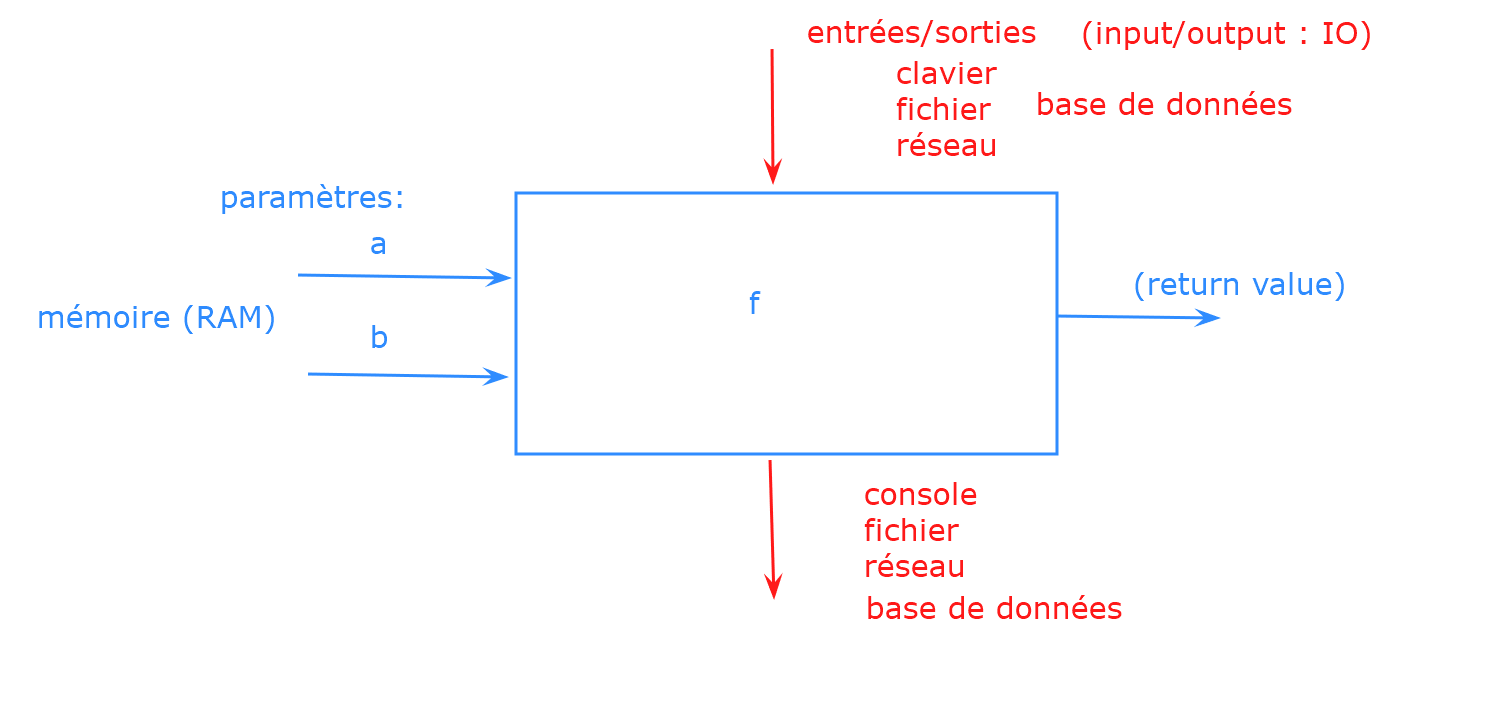 entrées/sorties (input/output : IO)
clavier
fichier
base de données
réseau
paramètres:
a
mémoire (RAM)
b
f
(return value)
console
fichier
réseau
base de données